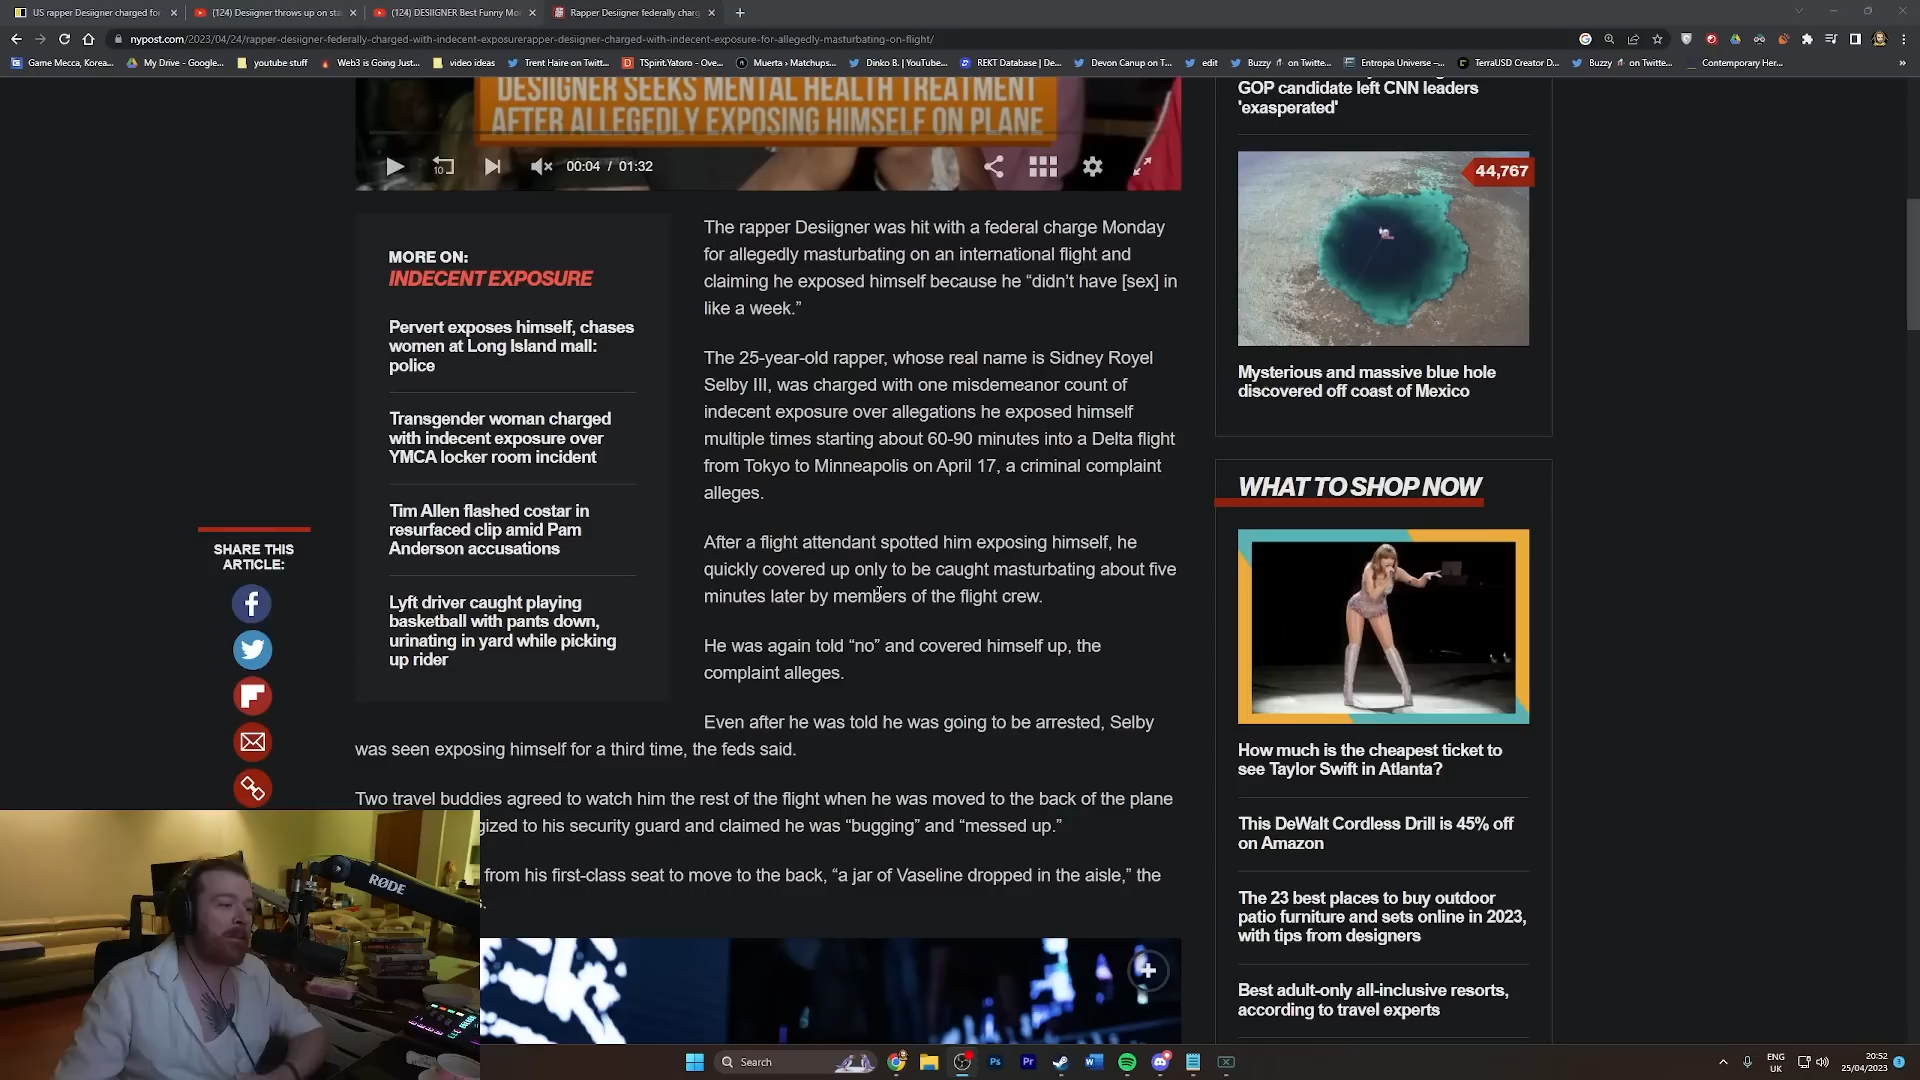 US rapper Desiigner charged for
(124) Desiigner throws up on sta
(124) DESIIGNER Best Funny Mo
Rapper Desiigner federally charg
nypost.com/2023/04/24/rapper-desiigner-federally-charged-with-indecent-exposurerapper-desiigner-charged-with-indecent-exposure-for-allegedly-masturbating-on-flight/
Game Mecca, Korea...
My Drive - Google...
youtube stuff
Web3 is Going Just...
video ideas
Trent Haire on Twitt...
TSpirit.Yatoro - Ove...
Muerta › Matchups...
Dinko B. | YouTube...
REKT Database | De...
Devon Canup on T...
edit
Buzzy on Twitte...
Entropia Universe –...
TerraUSD Creator D...
Buzzy on Twitte...
Contemporary Her...
DESIIGNER SEEKS MENTAL HEALTH TREATMENT
AFTER ALLEGEDLY EXPOSING HIMSELF ON PLANE
10
00:04 / 01:32
MORE ON:
INDECENT EXPOSURE
Pervert exposes himself, chases
women at Long Island mall:
police
Transgender woman charged
with indecent exposure over
YMCA locker room incident
Tim Allen flashed costar in
resurfaced clip amid Pam
Anderson accusations
Lyft driver caught playing
basketball with pants down,
urinating in yard while picking
up rider
SHARE THIS
ARTICLE:
The rapper Desiigner was hit with a federal charge Monday
for allegedly masturbating on an international flight and
claiming he exposed himself because he “didn’t have [sex] in
like a week.”
The 25-year-old rapper, whose real name is Sidney Royel
Selby III, was charged with one misdemeanor count of
indecent exposure over allegations he exposed himself
multiple times starting about 60-90 minutes into a Delta flight
from Tokyo to Minneapolis on April 17, a criminal complaint
alleges.
After a flight attendant spotted him exposing himself, he
quickly covered up only to be caught masturbating about five
minutes later by members of the flight crew.
He was again told “no” and covered himself up, the
complaint alleges.
Even after he was told he was going to be arrested, Selby
was seen exposing himself for a third time, the feds said.
Two travel buddies agreed to watch him the rest of the flight when he was moved to the back of the plane
gized to his security guard and claimed he was “bugging” and “messed up.”
from his first-class seat to move to the back, “a jar of Vaseline dropped in the aisle,” the
s.
GOP candidate left CNN leaders
'exasperated'
44,767
Mysterious and massive blue hole
discovered off coast of Mexico
WHAT TO SHOP NOW
How much is the cheapest ticket to
see Taylor Swift in Atlanta?
This DeWalt Cordless Drill is 45% off
on Amazon
The 23 best places to buy outdoor
patio furniture and sets online in 2023,
with tips from designers
Best adult-only all-inclusive resorts,
according to travel experts
RØDE
Search
Ps
Pr
W
ENG
UK
20:52
25/04/2023